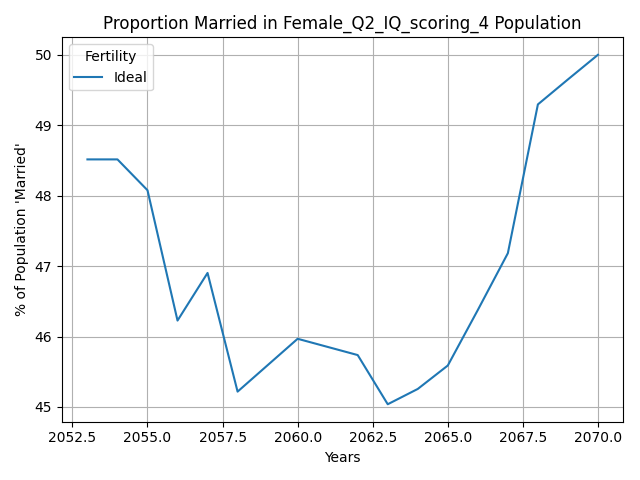 Proportion Married in Female_Q2_IQ_scoring_4 Population
Fertility
Ideal
% of Population 'Married'
50
49
48
47
46
45
2052.5 2055.0 2057.5 2060.0 2062.5 2065.0 2067.5 2070.0
Years